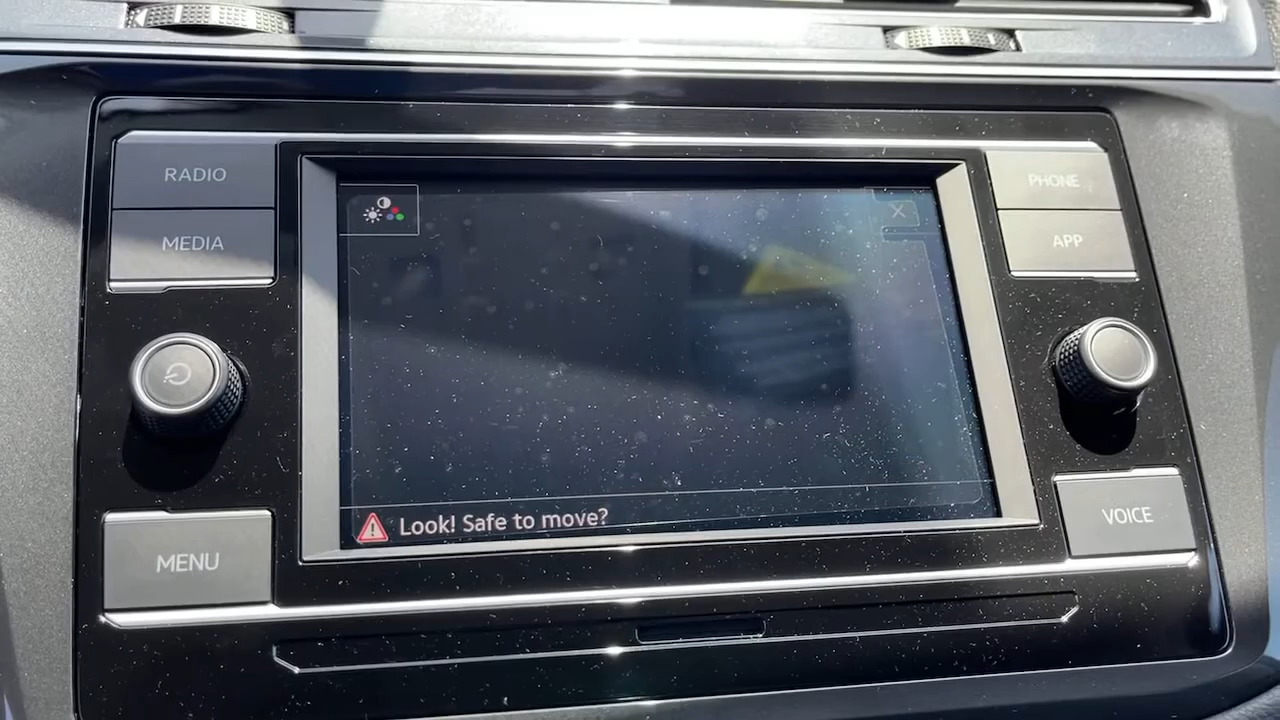 RADIO
PHONE
MEDIA
APP
Look! Safe to move?
MENU
VOICE